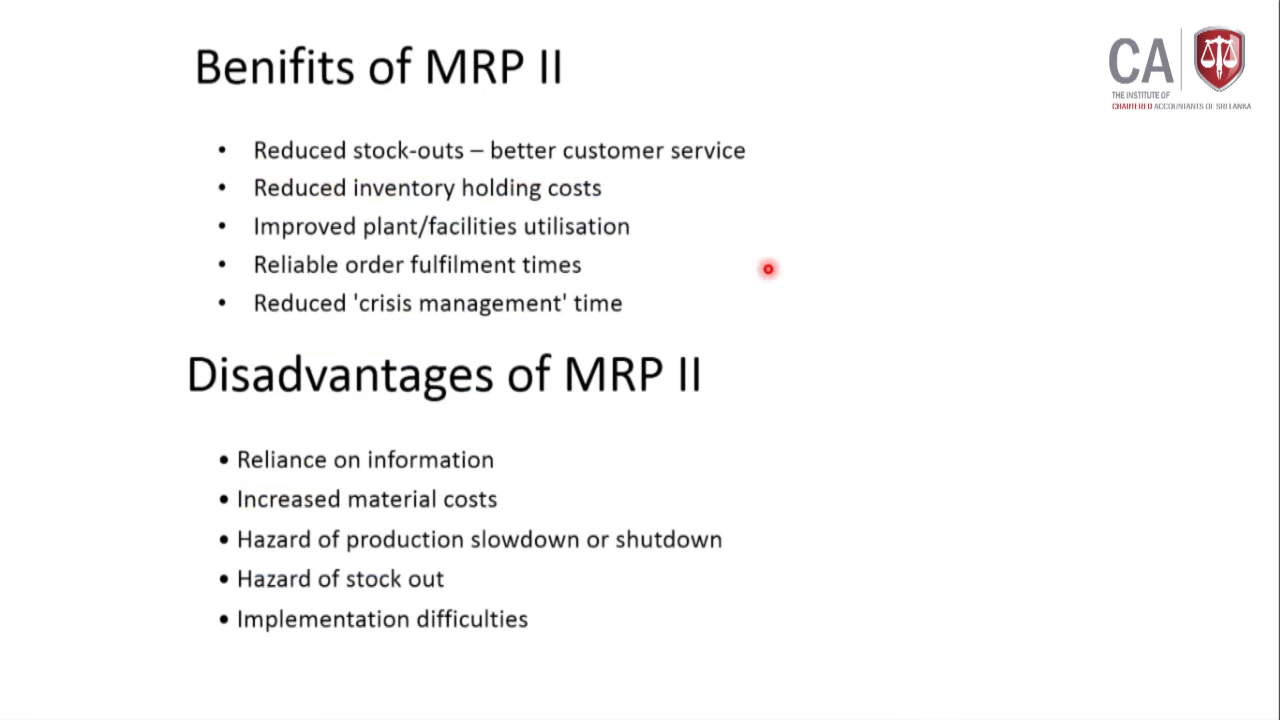 Benifits of MRP II
CA
THE INSTITUTE OF
CHARTERED ACCOUNTANTS OF SRI LANKA
• Reduced stock-outs – better customer service
• Reduced inventory holding costs
• Improved plant/facilities utilisation
• Reliable order fulfilment times
• Reduced 'crisis management' time
Disadvantages of MRP II
• Reliance on information
• Increased material costs
• Hazard of production slowdown or shutdown
• Hazard of stock out
• Implementation difficulties